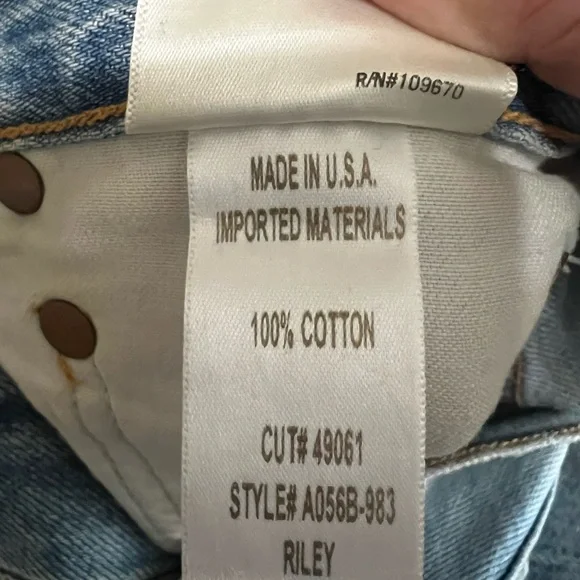 R/N#109670
MADE IN U.S.A.
IMPORTED MATERIALS
100% COTTON
CUT# 49061
STYLE# A056B-983
RILEY